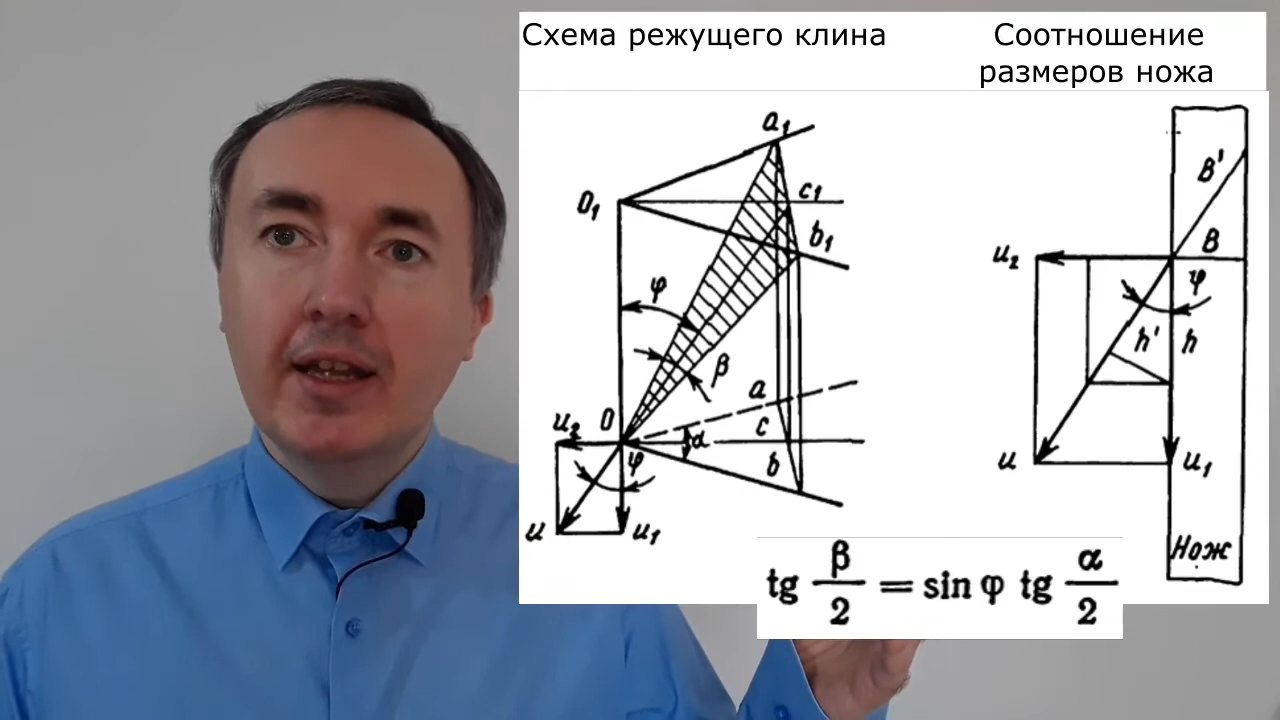 Схема режущего клина
Соотношение
размеров ножа
a₁
O₁
c₁
b₁
φ
β
a
u₂
O
α
c
φ
b
u
u₁
B'
B
u₂
φ
h'
h
u
u₁
Нож
tg β/2 = sin φ tg α/2